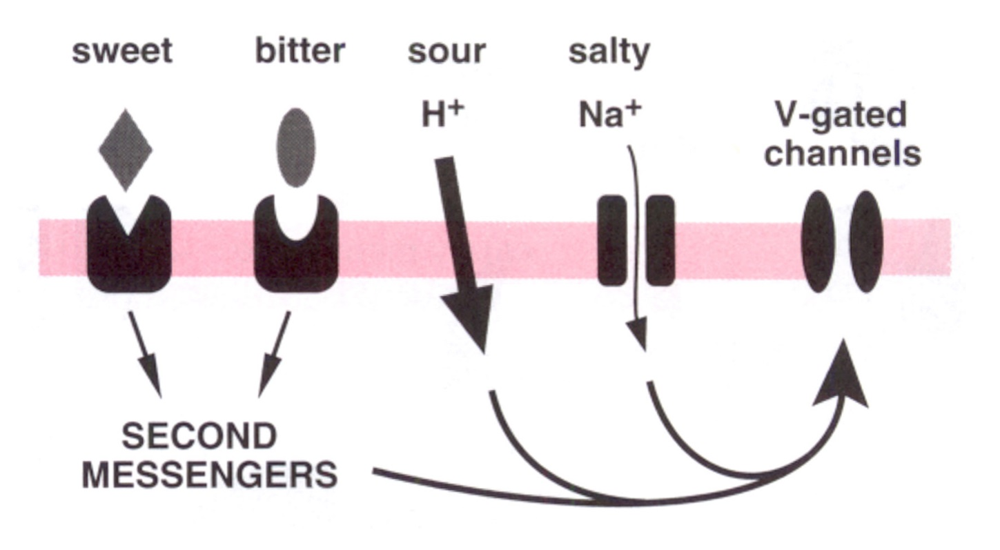 sweet
bitter
sour
salty
H⁺
Na⁺
V-gated
channels
SECOND
MESSENGERS